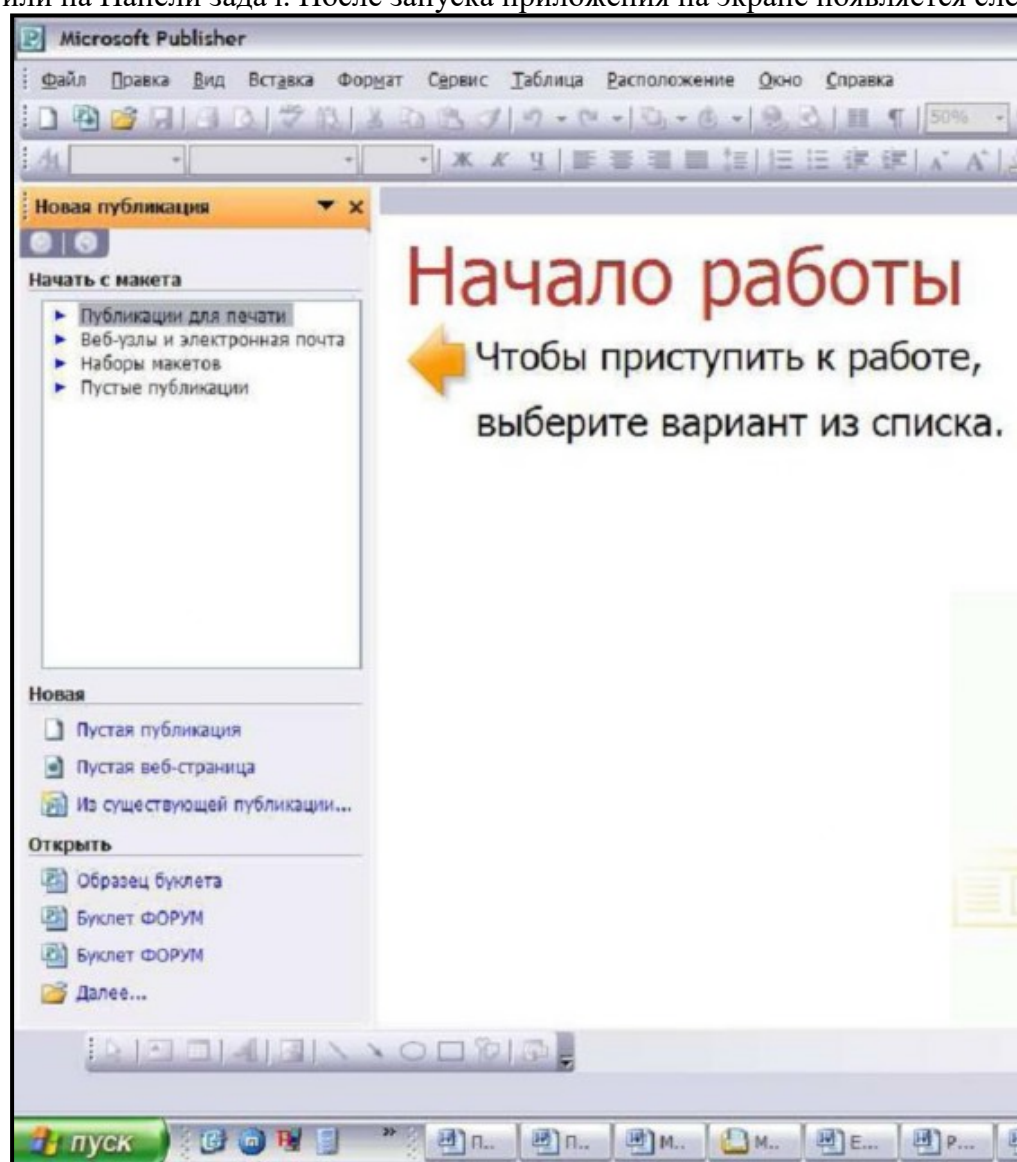 или на Панели задач. После запуска приложения на экране появляется сле
Microsoft Publisher
Файл Правка Вид Вставка Формат Сервис Таблица Расположение Окно Справка
50%
Ж К Ч
Новая публикация
Начать с макета
Публикации для печати
Веб-узлы и электронная почта
Наборы макетов
Пустые публикации
Начало работы
Чтобы приступить к работе,
выберите вариант из списка.
Новая
Пустая публикация
Пустая веб-страница
Из существующей публикации...
Открыть
Образец буклета
Буклет ФОРУМ
Буклет ФОРУМ
Далее...
пуск » П... П... М... М... Е... Р...